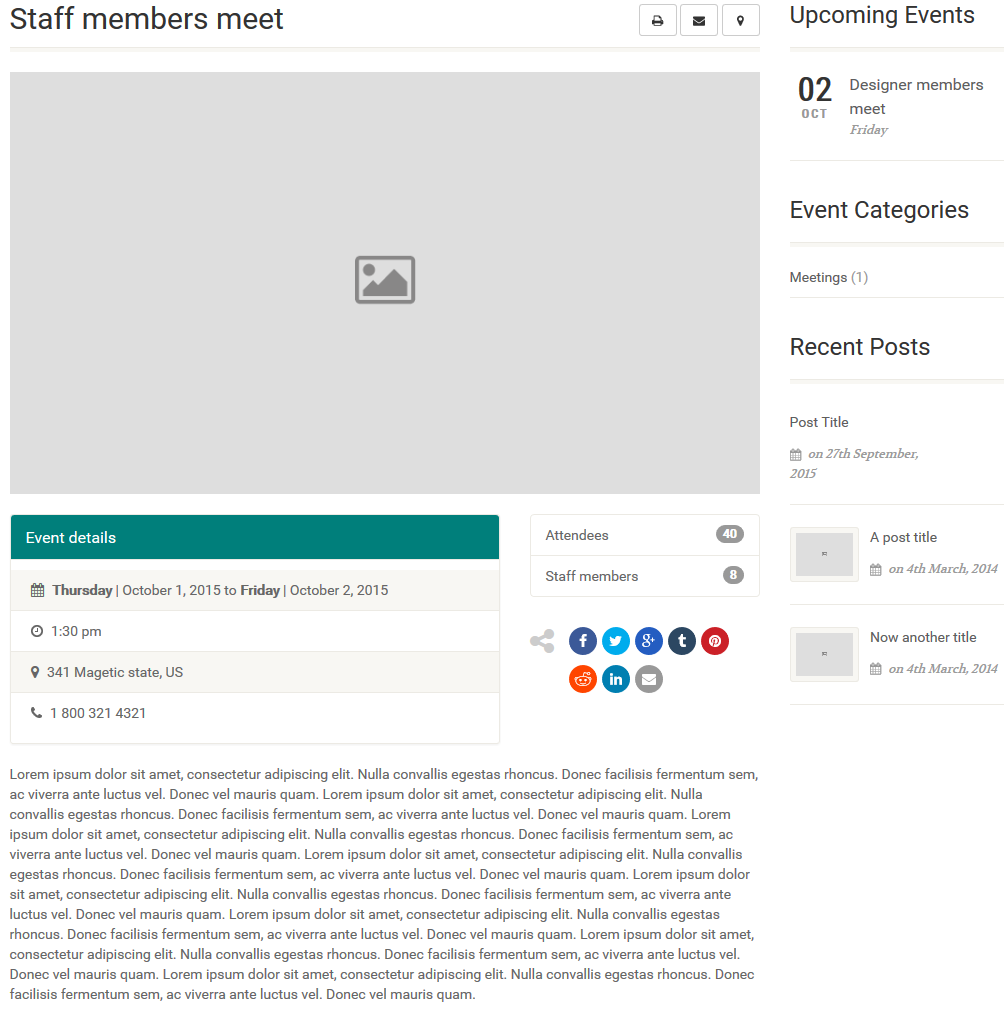 Staff members meet
Event details
Thursday | October 1, 2015 to Friday | October 2, 2015
1:30 pm
341 Magetic state, US
1 800 321 4321
Attendees 40
Staff members 8
Lorem ipsum dolor sit amet, consectetur adipiscing elit. Nulla convallis egestas rhoncus. Donec facilisis fermentum sem,
ac viverra ante luctus vel. Donec vel mauris quam. Lorem ipsum dolor sit amet, consectetur adipiscing elit. Nulla
convallis egestas rhoncus. Donec facilisis fermentum sem, ac viverra ante luctus vel. Donec vel mauris quam. Lorem
ipsum dolor sit amet, consectetur adipiscing elit. Nulla convallis egestas rhoncus. Donec facilisis fermentum sem, ac
viverra ante luctus vel. Donec vel mauris quam. Lorem ipsum dolor sit amet, consectetur adipiscing elit. Nulla convallis
egestas rhoncus. Donec facilisis fermentum sem, ac viverra ante luctus vel. Donec vel mauris quam. Lorem ipsum dolor
sit amet, consectetur adipiscing elit. Nulla convallis egestas rhoncus. Donec facilisis fermentum sem, ac viverra ante
luctus vel. Donec vel mauris quam. Lorem ipsum dolor sit amet, consectetur adipiscing elit. Nulla convallis egestas
rhoncus. Donec facilisis fermentum sem, ac viverra ante luctus vel. Donec vel mauris quam. Lorem ipsum dolor sit amet,
consectetur adipiscing elit. Nulla convallis egestas rhoncus. Donec facilisis fermentum sem, ac viverra ante luctus vel.
Donec vel mauris quam. Lorem ipsum dolor sit amet, consectetur adipiscing elit. Nulla convallis egestas rhoncus. Donec
facilisis fermentum sem, ac viverra ante luctus vel. Donec vel mauris quam.
Upcoming Events
02
OCT
Designer members
meet
Friday
Event Categories
Meetings (1)
Recent Posts
Post Title
on 27th September,
2015
A post title
on 4th March, 2014
Now another title
on 4th March, 2014